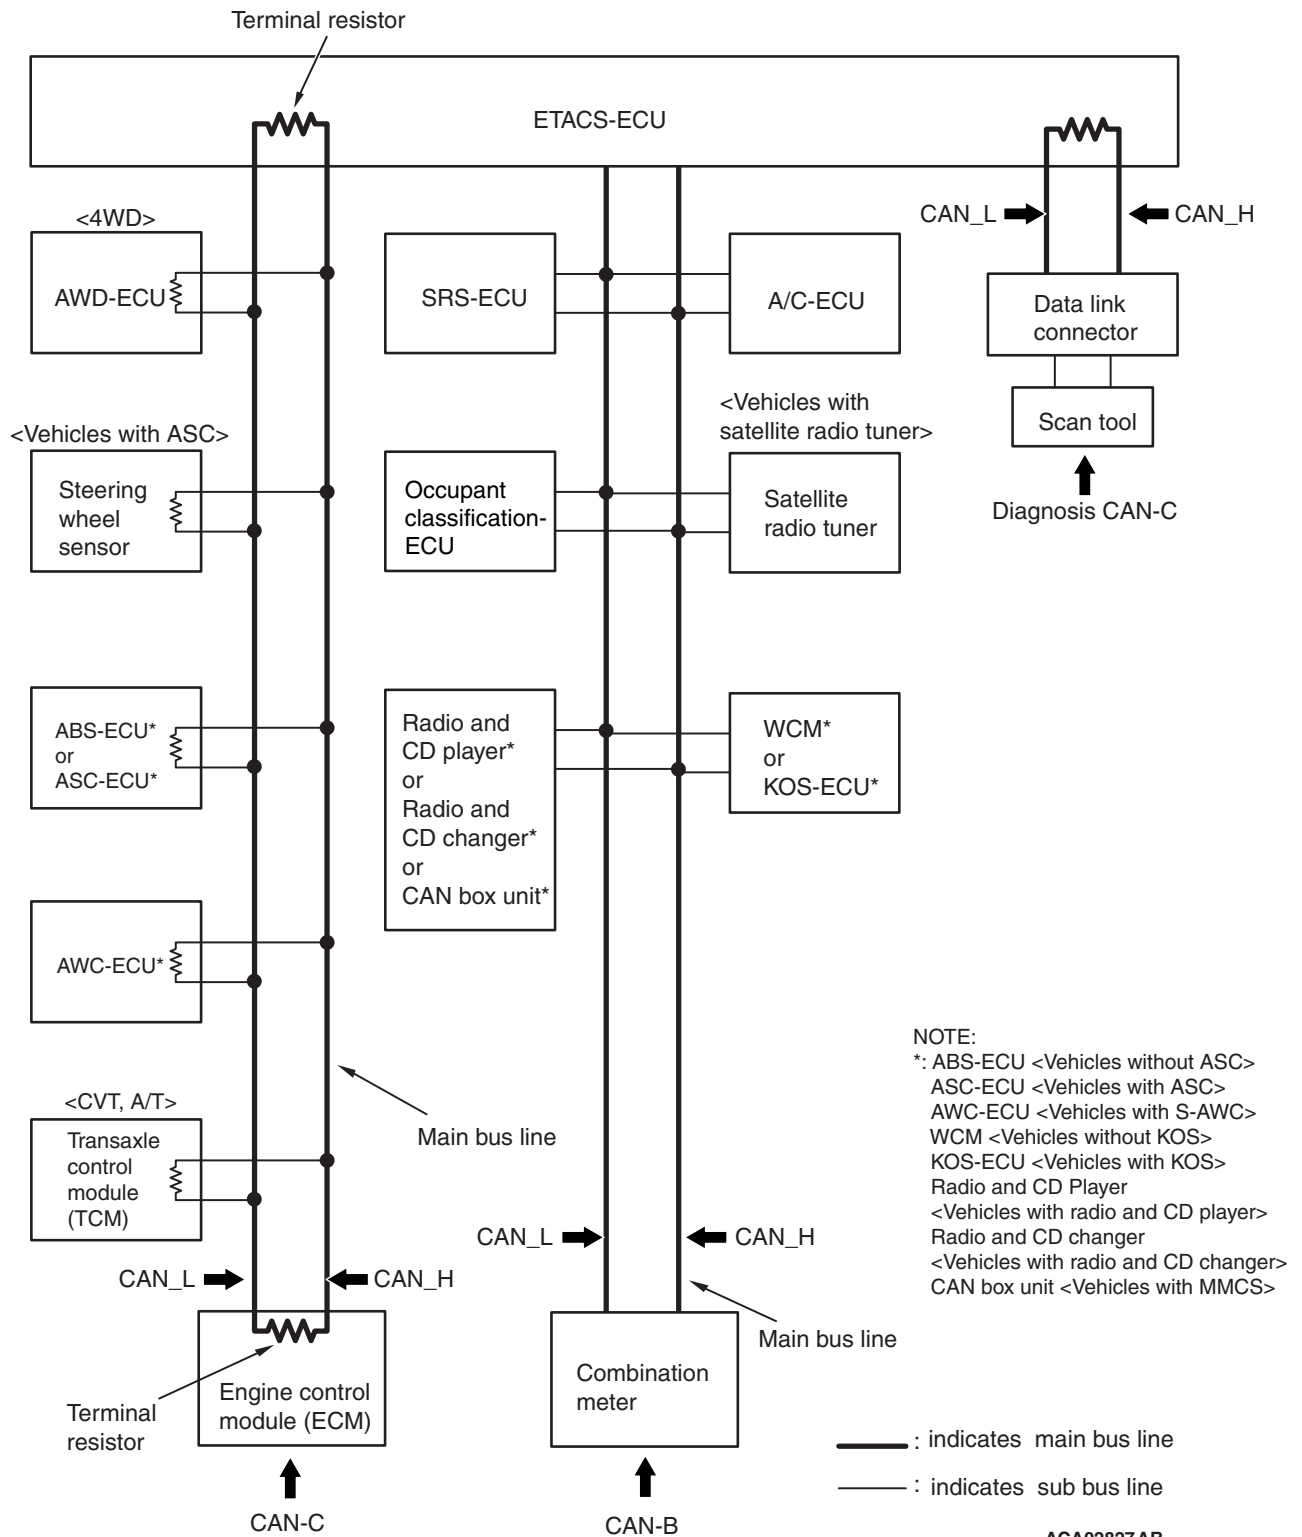 Terminal resistor
ETACS-ECU
<4WD>
AWD-ECU
SRS-ECU
A/C-ECU
CAN_L
CAN_H
Data link
connector
Scan tool
Diagnosis CAN-C
<Vehicles with ASC>
Steering
wheel
sensor
Occupant
classification-
ECU
<Vehicles with
satellite radio tuner>
Satellite
radio tuner
ABS-ECU*
or
ASC-ECU*
Radio and
CD player*
or
Radio and
CD changer*
or
CAN box unit*
WCM*
or
KOS-ECU*
AWC-ECU*
<CVT, A/T>
Transaxle
control
module
(TCM)
Main bus line
NOTE:
*: ABS-ECU <Vehicles without ASC>
ASC-ECU <Vehicles with ASC>
AWC-ECU <Vehicles with S-AWC>
WCM <Vehicles without KOS>
KOS-ECU <Vehicles with KOS>
Radio and CD Player
<Vehicles with radio and CD player>
Radio and CD changer
<Vehicles with radio and CD changer>
CAN box unit <Vehicles with MMCS>
CAN_L
CAN_H
CAN_L
CAN_H
Main bus line
Engine control
module (ECM)
Terminal
resistor
Combination
meter
CAN-C
CAN-B
: indicates main bus line
: indicates sub bus line